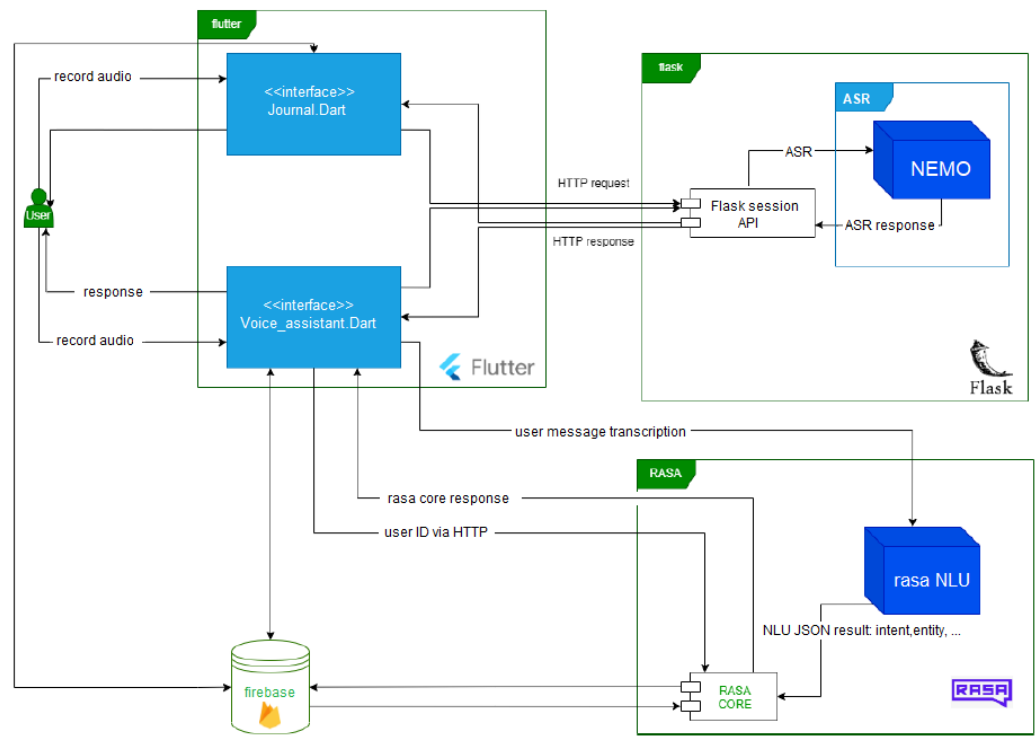 flutter
record audio
<<interface>>
Journal.Dart
flask
ASR
NEMO
ASR
HTTP request
Flask session
API
User
ASR response
HTTP response
response
<<interface>>
Voice_assistant.Dart
record audio
Flutter
Flask
user message transcription
RASA
rasa core response
user ID via HTTP
rasa NLU
NLU JSON result: intent,entity, ...
firebase
RASA
CORE
RASA